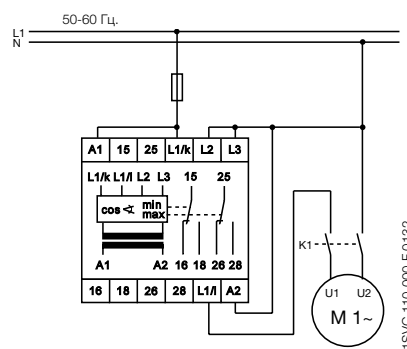 50-60 Гц.
L1
N
A1 15 25 L1/k L2 L3
L1/k L1/l L2 L3 15 25
cos ∢ min
max
K1
A1 A2 16 18 26 28
16 18 26 28 L1/l A2
U1 U2
M 1~
1SVC 110 000 F 0132